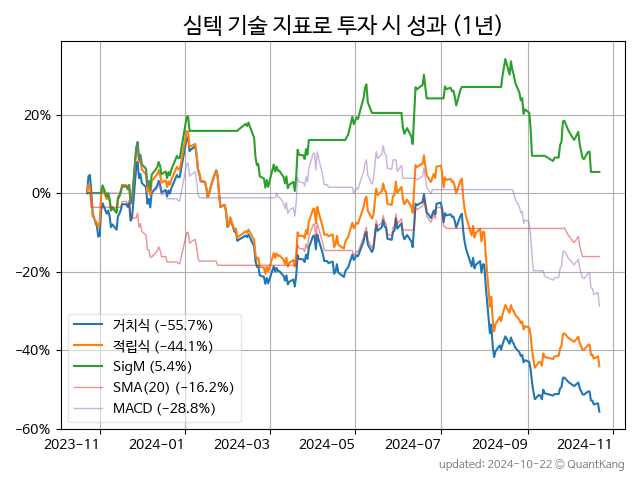 심텍 기술 지표로 투자 시 성과 (1년)
20%
0%
−20%
−40%
−60%
거치식 (−55.7%)
적립식 (−44.1%)
SigM (5.4%)
SMA(20) (−16.2%)
MACD (−28.8%)
2023−11 2024−01 2024−03 2024−05 2024−07 2024−09 2024−11
updated: 2024−10−22 © QuantKang